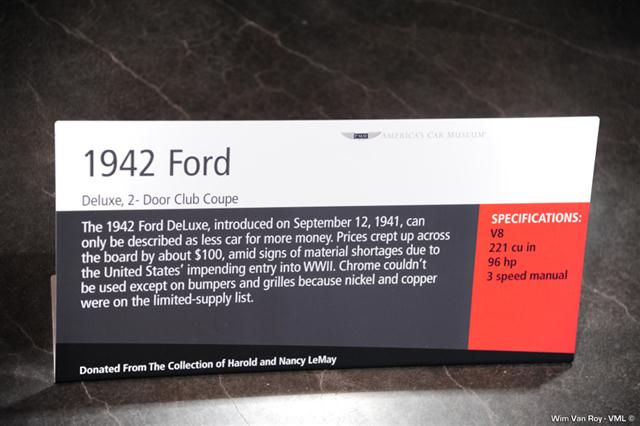 AMERICA'S CAR MUSEUM
1942 Ford
Deluxe, 2- Door Club Coupe
The 1942 Ford DeLuxe, introduced on September 12, 1941, can
only be described as less car for more money. Prices crept up across
the board by about $100, amid signs of material shortages due to
the United States' impending entry into WWII. Chrome couldn't
be used except on bumpers and grilles because nickel and copper
were on the limited-supply list.
SPECIFICATIONS:
V8
221 cu in
96 hp
3 speed manual
Donated From The Collection of Harold and Nancy LeMay
Wim Van Roy - VML ©